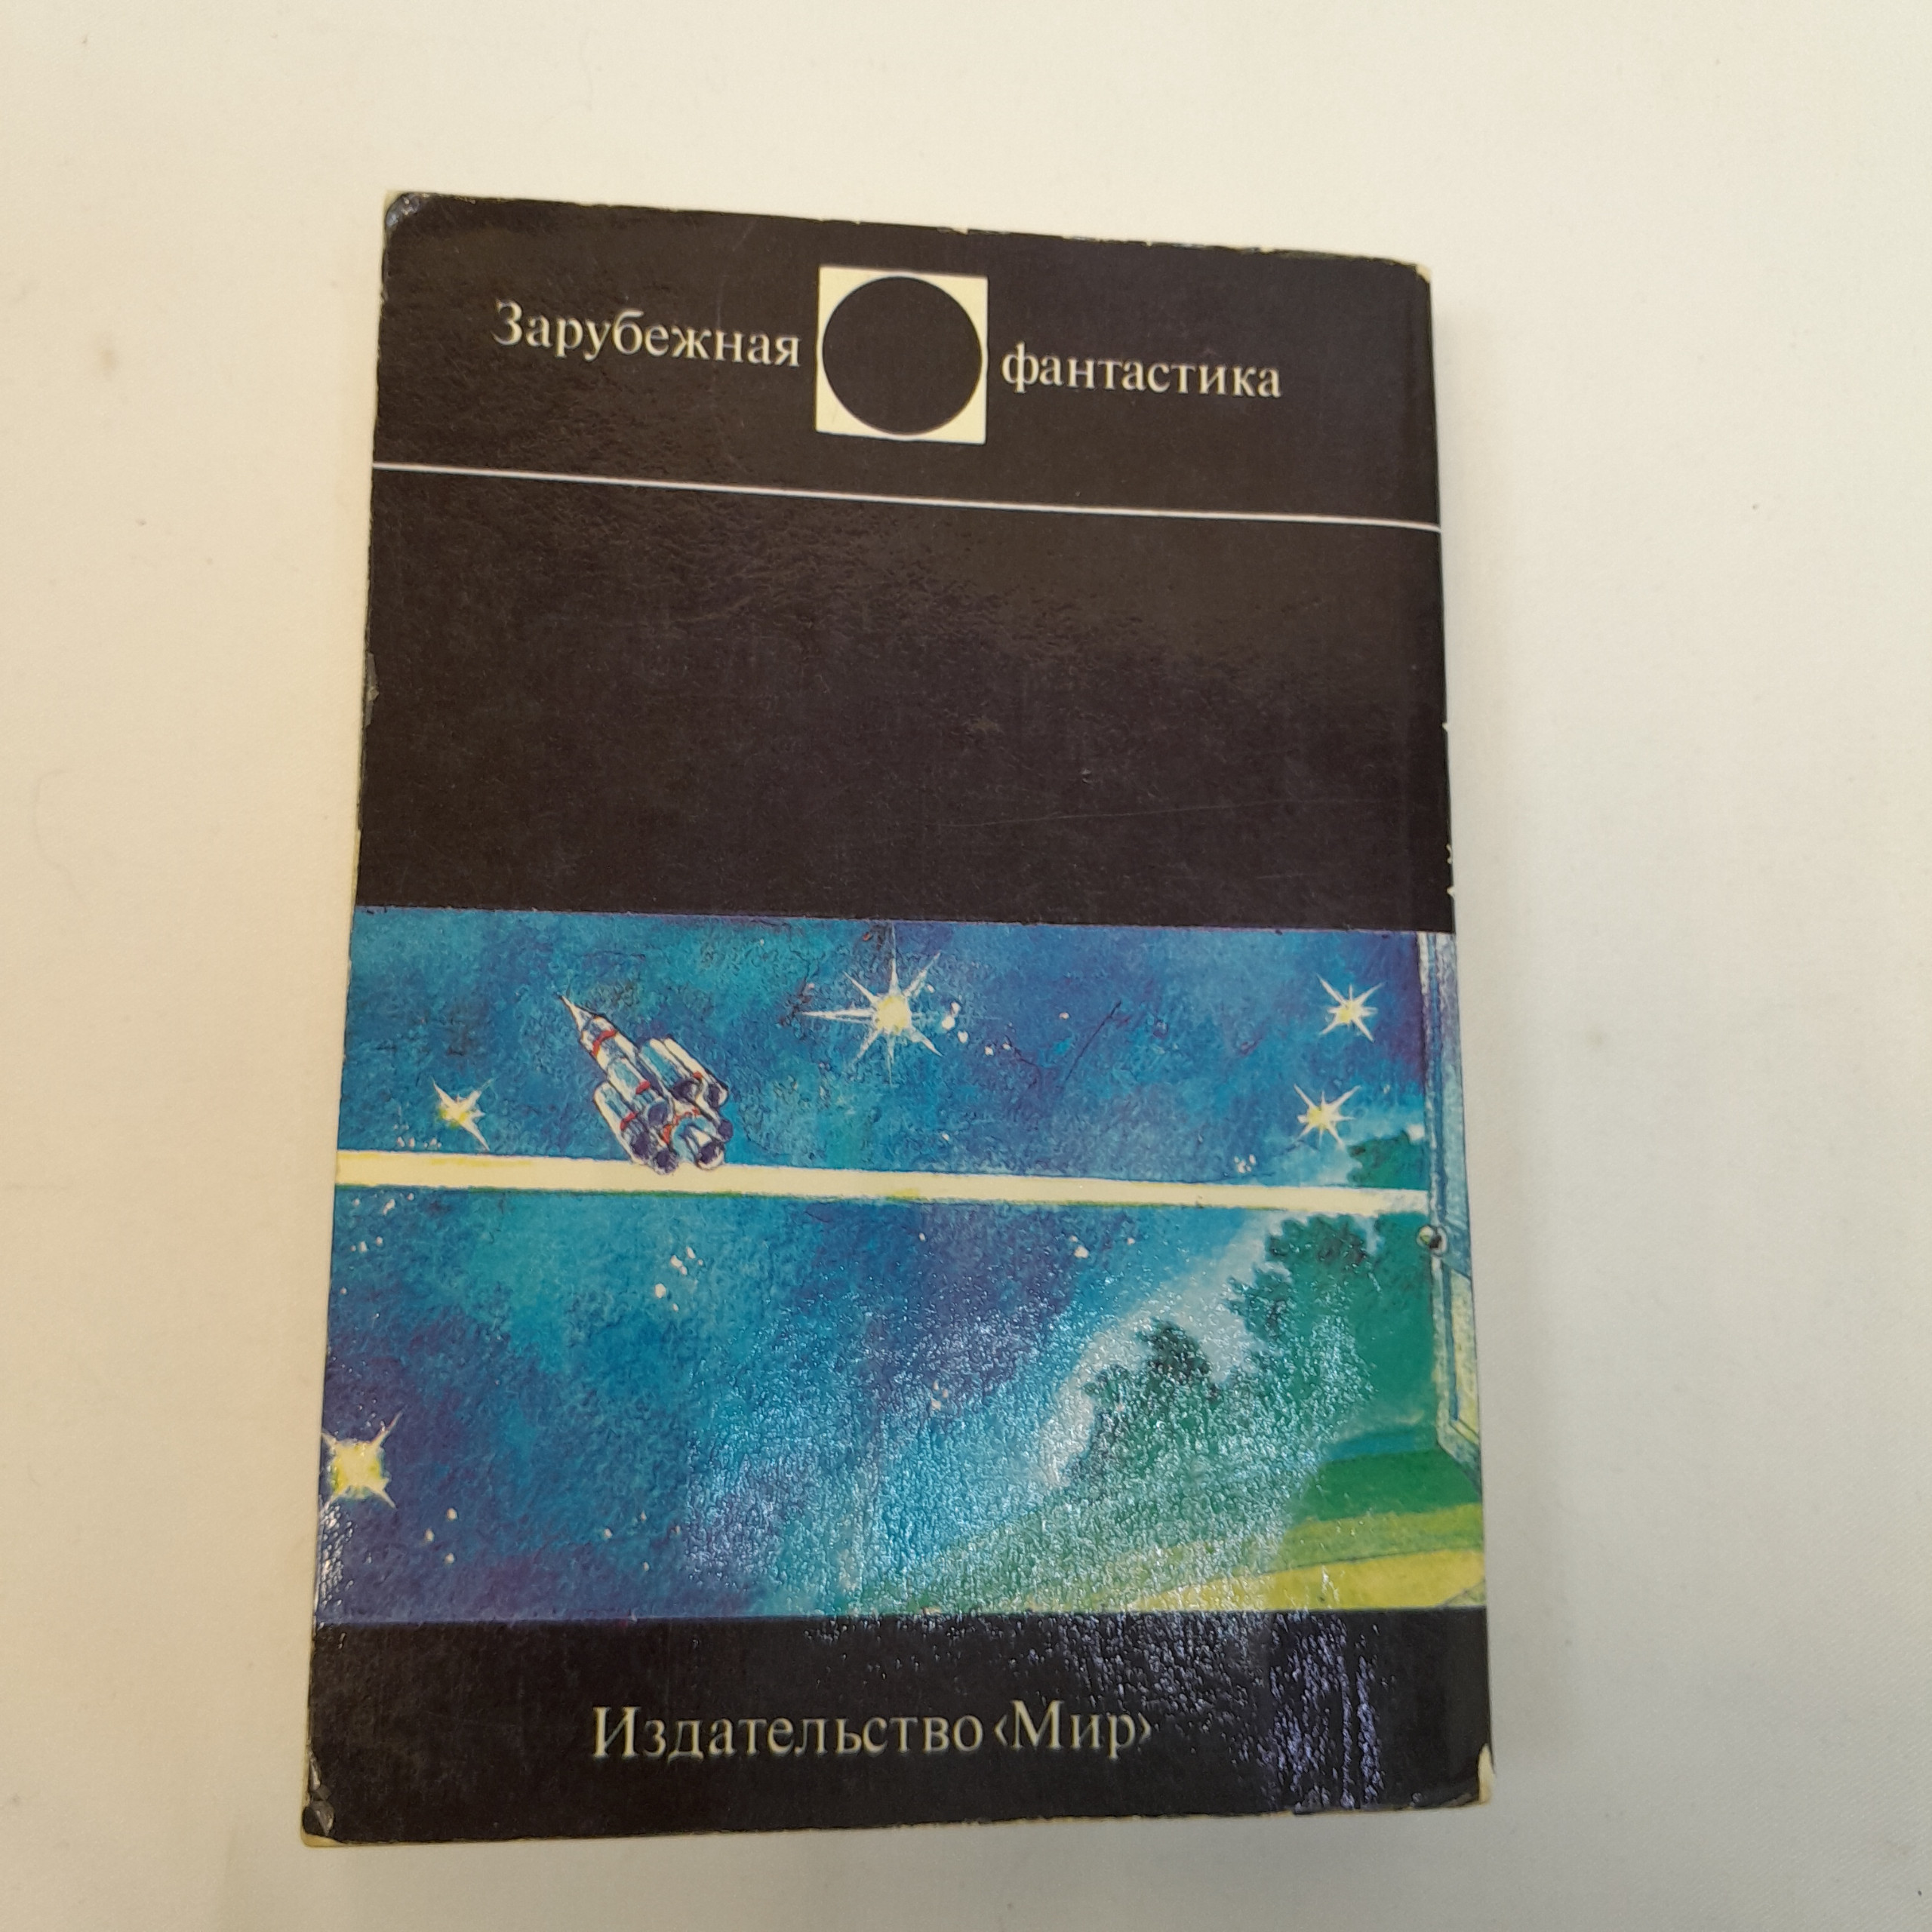 Зарубежная фантастика
Издательство ‹Мир›